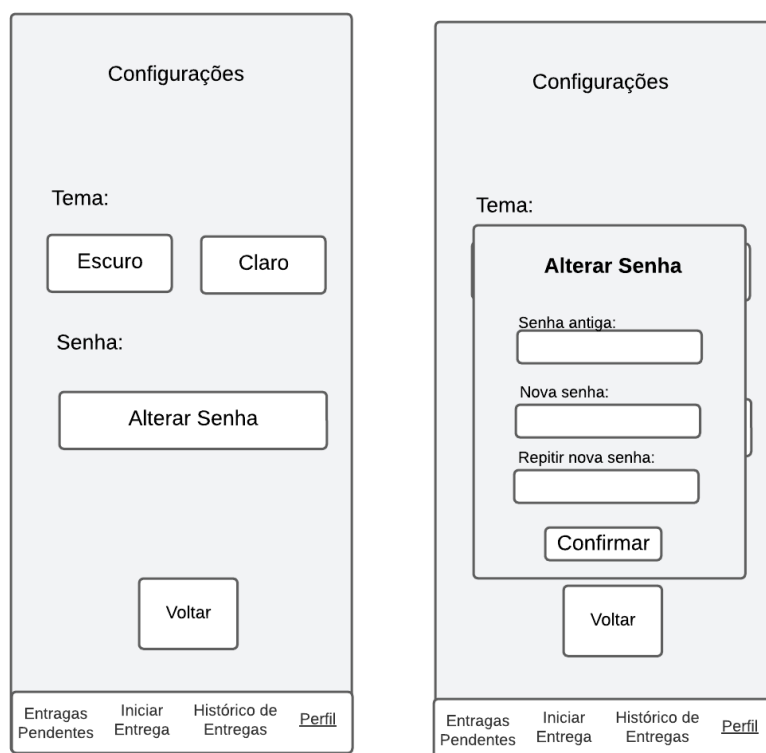 Configurações
Tema:
Escuro
Claro
Senha:
Alterar Senha
Voltar
Entragas
Pendentes
Iniciar
Entrega
Histórico de
Entregas
Perfil
Configurações
Tema:
Alterar Senha
Senha antiga:
Nova senha:
Repitir nova senha:
Confirmar
Voltar
Entragas
Pendentes
Iniciar
Entrega
Histórico de
Entregas
Perfil